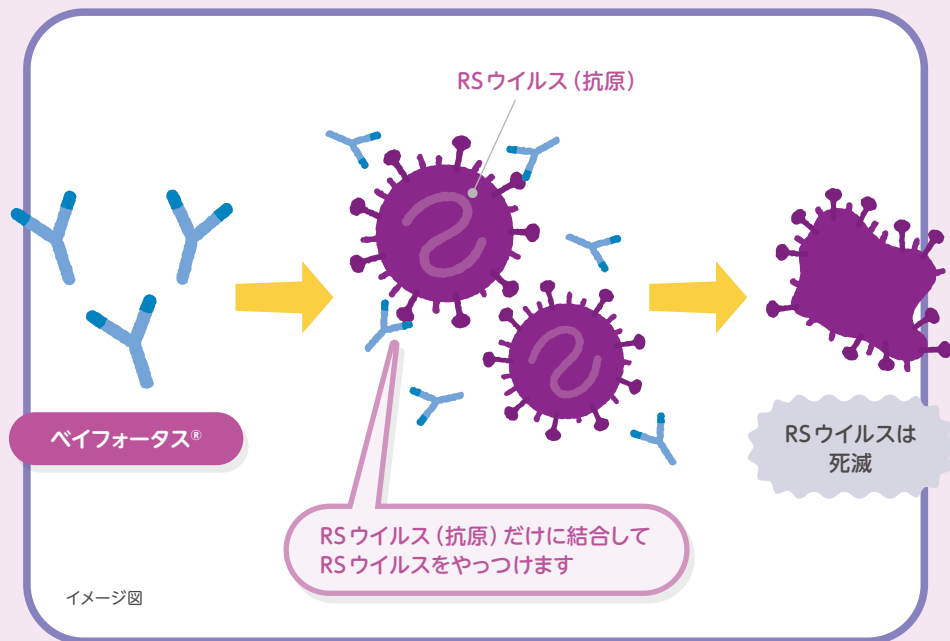 RSウイルス(抗原)
ベイフォータス®
RSウイルス(抗原)だけに結合して
RSウイルスをやっつけます
RSウイルスは
死滅
イメージ図